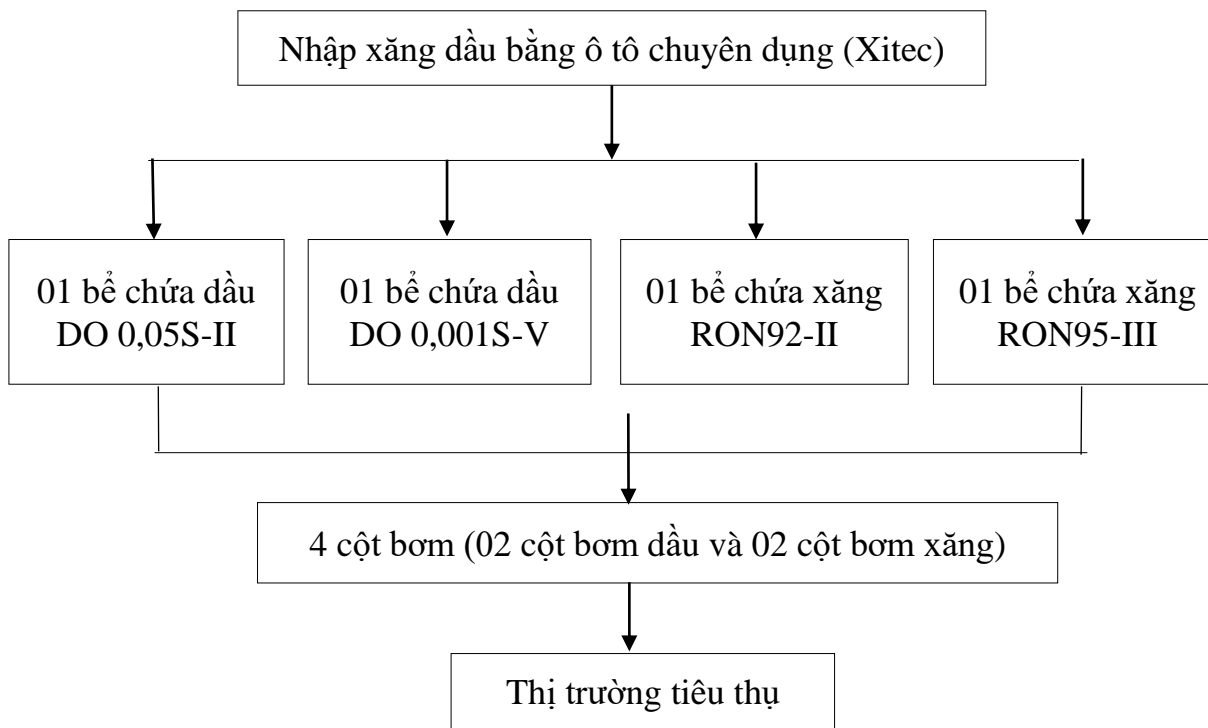 Nhập xăng dầu bằng ô tô chuyên dụng (Xitec)
01 bể chứa dầu
DO 0,05S-II
01 bể chứa dầu
DO 0,001S-V
01 bể chứa xăng
RON92-II
01 bể chứa xăng
RON95-III
4 cột bơm (02 cột bơm dầu và 02 cột bơm xăng)
Thị trường tiêu thụ